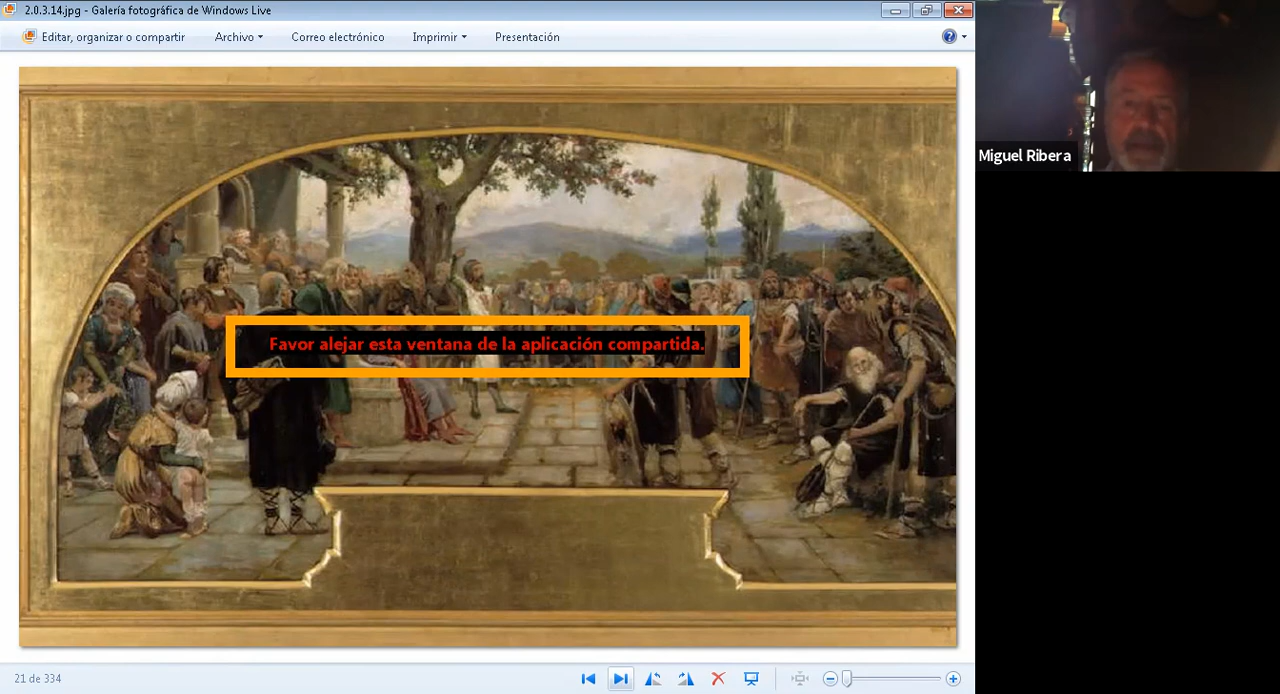 2.0.3.14.jpg - Galería fotográfica de Windows Live
Editar, organizar o compartir Archivo Correo electrónico Imprimir Presentación
Miguel Ribera
Favor alejar esta ventana de la aplicación compartida.
21 de 334